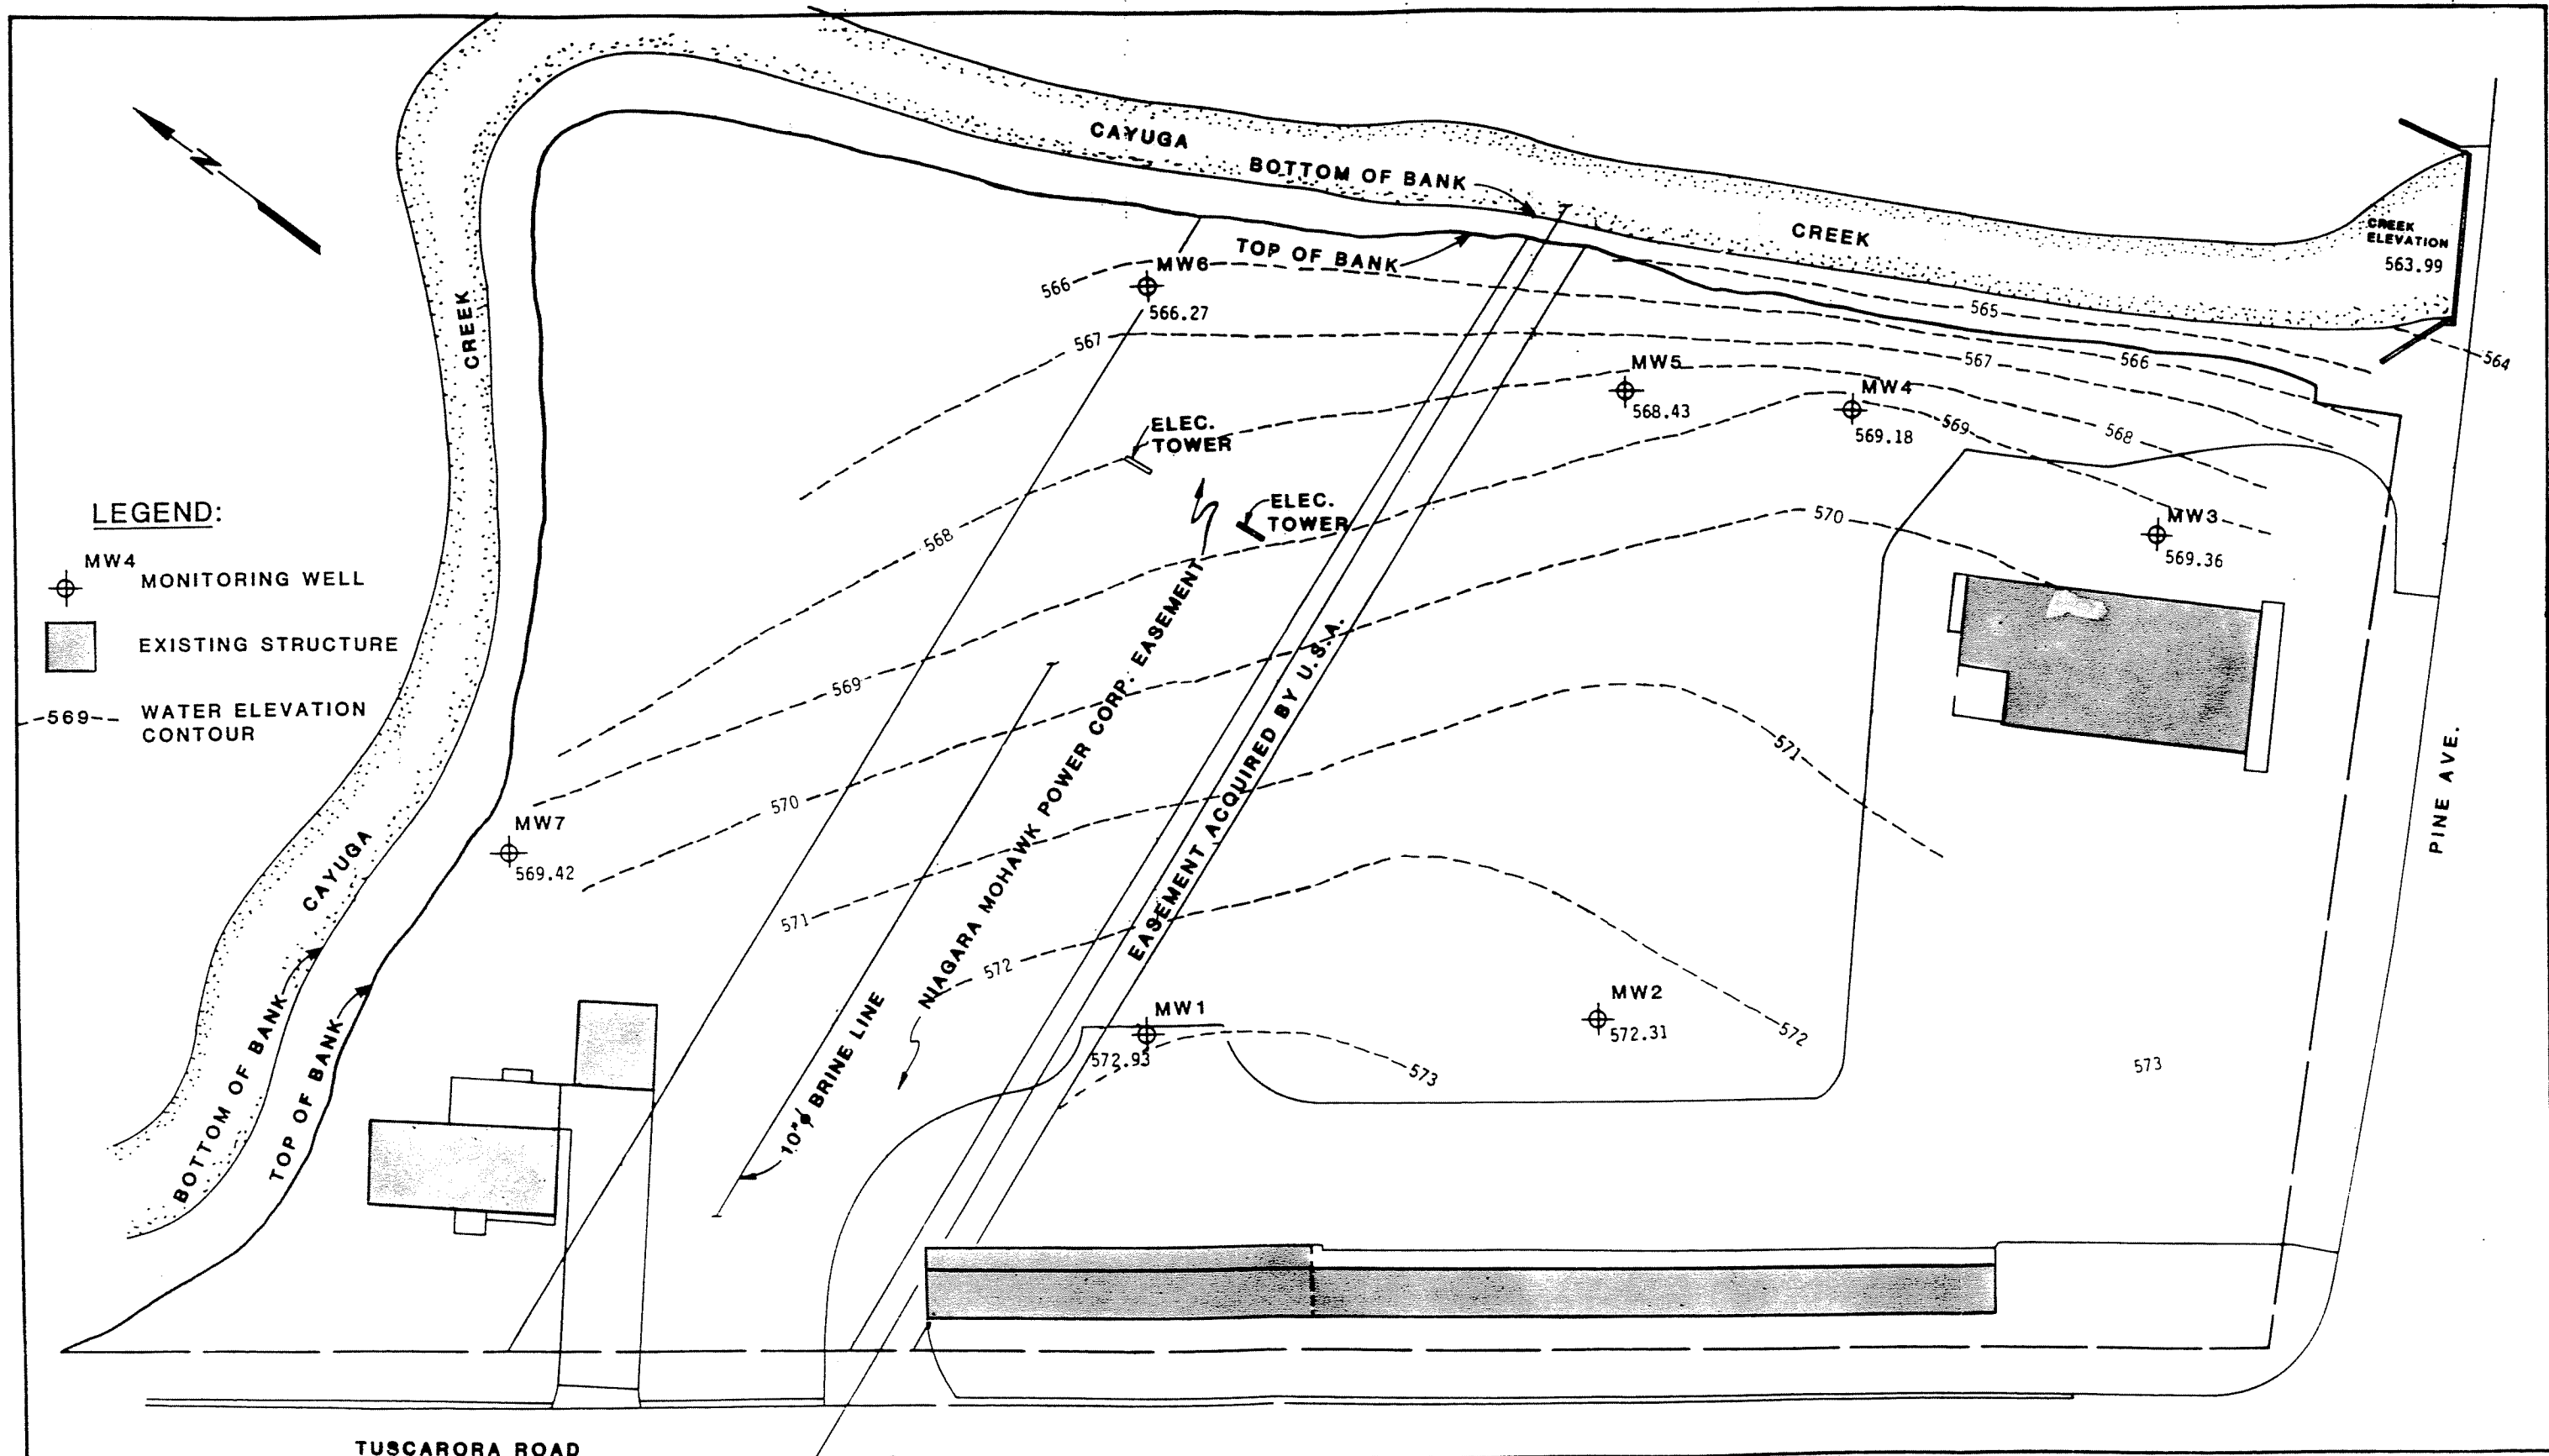 N
CAYUGA
BOTTOM OF BANK
CREEK
CREEK
ELEVATION
563.99
TOP OF BANK
MW6
566
566.27
565
567
567
566
564
CREEK
MW5
568.43
MW4
569.18
569
568
ELEC.
TOWER
ELEC.
TOWER
570
MW3
569.36
568
LEGEND:
MW4
MONITORING WELL
EXISTING STRUCTURE
-569-- WATER ELEVATION
CONTOUR
569
570
571
NIAGARA MOHAWK POWER CORP. EASEMENT
EASEMENT ACQUIRED BY U.S.A.
571
PINE AVE.
MW7
569.42
CAYUGA
572
MW1
572.93
MW2
572.31
572
573
573
10"ɸ BRINE LINE
BOTTOM OF BANK
TOP OF BANK
TUSCARORA ROAD